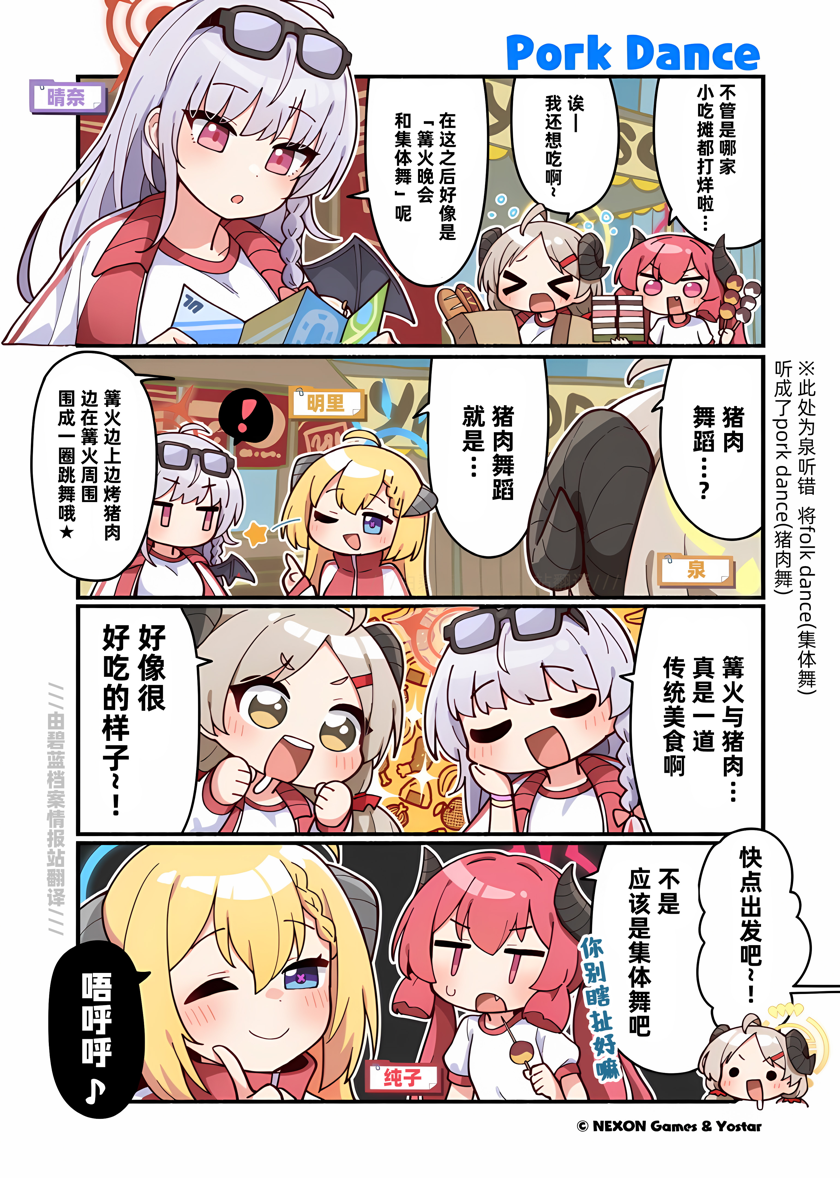 Pork Dance
不管是哪家
小吃摊都打烊啦…
诶—
我还想吃啊~
在这之后好像是
「篝火晚会
和集体舞」呢
晴奈
※此处为泉听错 将folk dance(集体舞)
听成了pork dance(猪肉舞)
猪肉
舞蹈…?
泉
猪肉舞蹈
就是…
明里
!
篝火边上边烤猪肉
边在篝火周围
围成一圈跳舞哦★
篝火与猪肉…
真是一道
传统美食啊
好像很
好吃的样子~!
///由碧蓝档案情报站翻译///
快点出发吧~!
不是
应该是集体舞吧
你别瞎扯好嘛
纯子
唔呼呼♪
© NEXON Games & Yostar